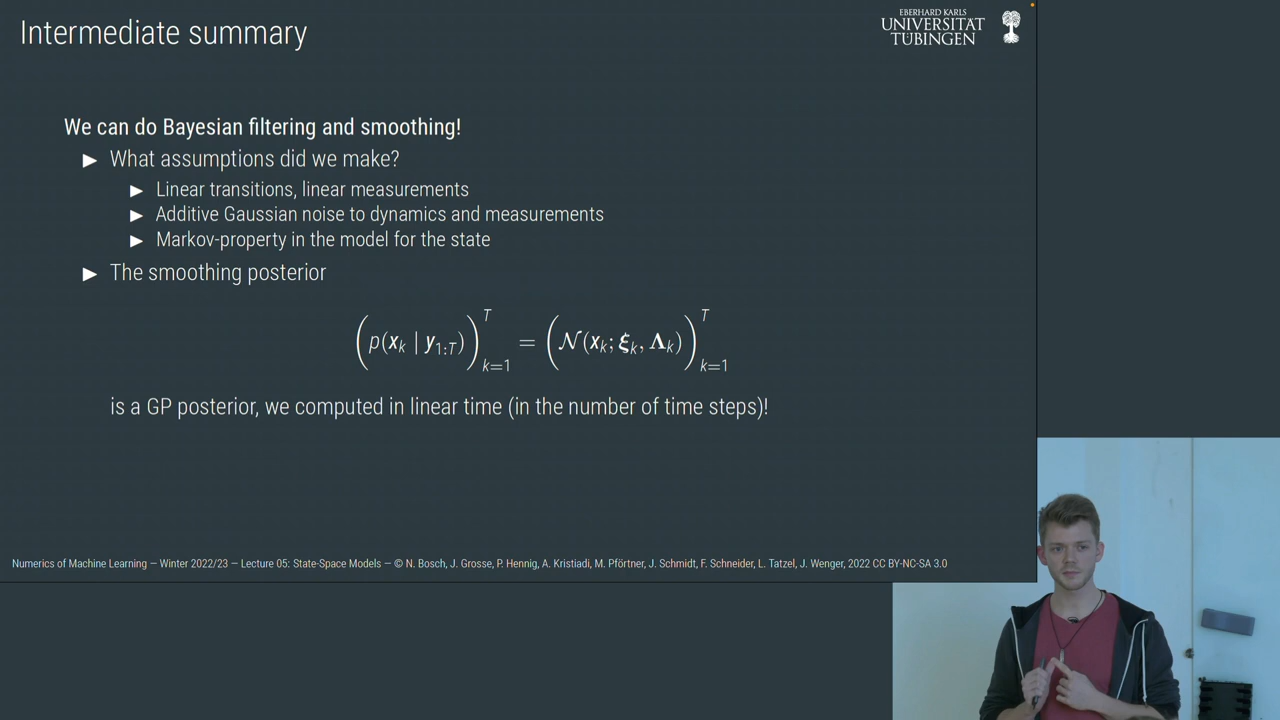 Intermediate summary
EBERHARD KARLS
UNIVERSITÄT
TÜBINGEN
We can do Bayesian filtering and smoothing!
▶ What assumptions did we make?
▶ Linear transitions, linear measurements
▶ Additive Gaussian noise to dynamics and measurements
▶ Markov-property in the model for the state
▶ The smoothing posterior
(p(x_k | y_{1:T}))_{k=1}^T = (𝒩(x_k; ξ_k, Λ_k))_{k=1}^T
is a GP posterior, we computed in linear time (in the number of time steps)!
Numerics of Machine Learning — Winter 2022/23 — Lecture 05: State-Space Models — © N. Bosch, J. Grosse, P. Hennig, A. Kristiadi, M. Pförtner, J. Schmidt, F. Schneider, L. Tatzel, J. Wenger, 2022 CC BY-NC-SA 3.0